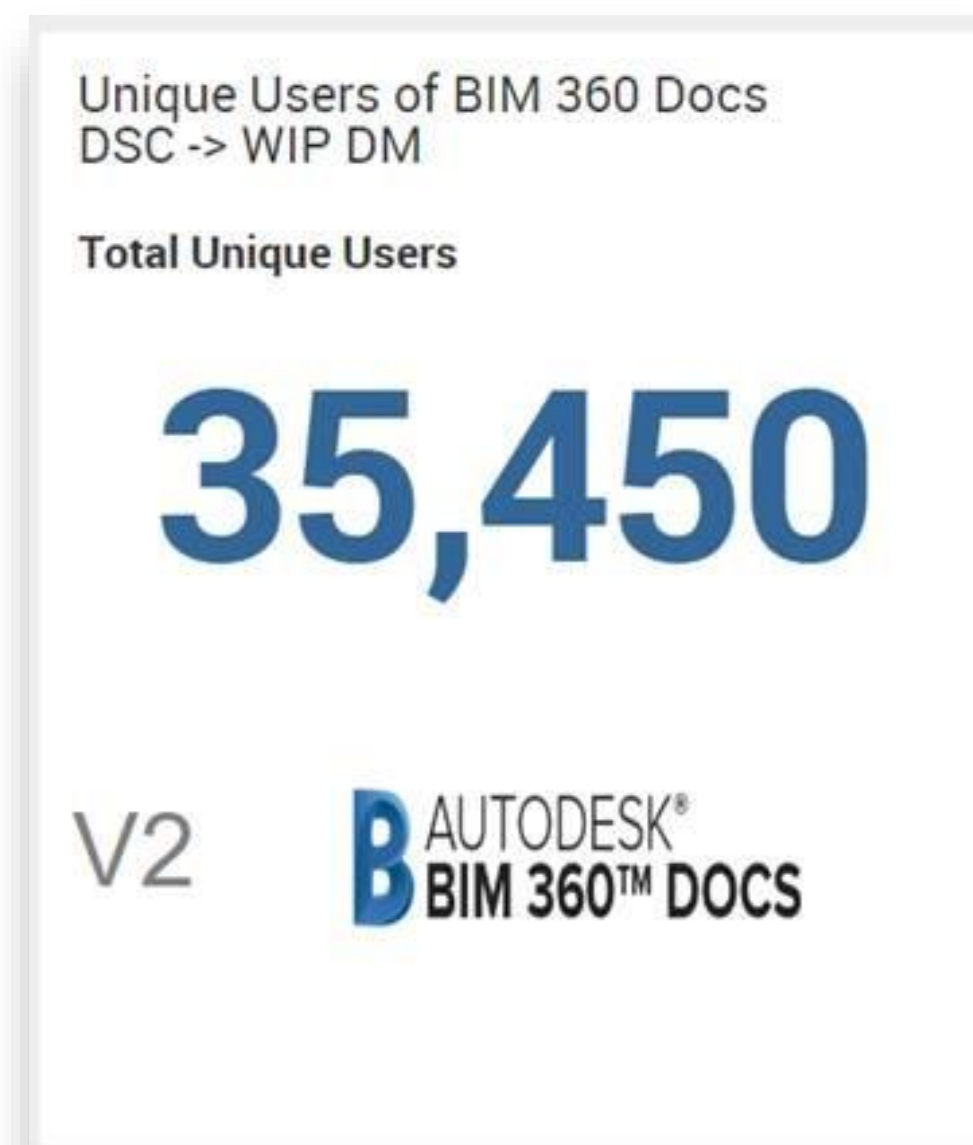 Unique Users of BIM 360 Docs
DSC -> WIP DM
Total Unique Users
35,450
V2
AUTODESK®
BIM 360™ DOCS